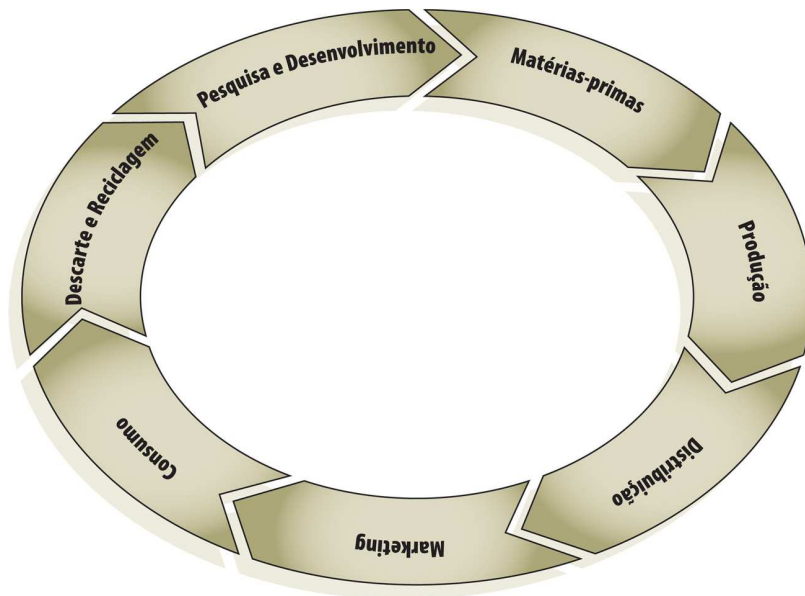 Pesquisa e Desenvolvimento
Matérias-primas
Produção
Distribuição
Marketing
Consumo
Descarte e Reciclagem